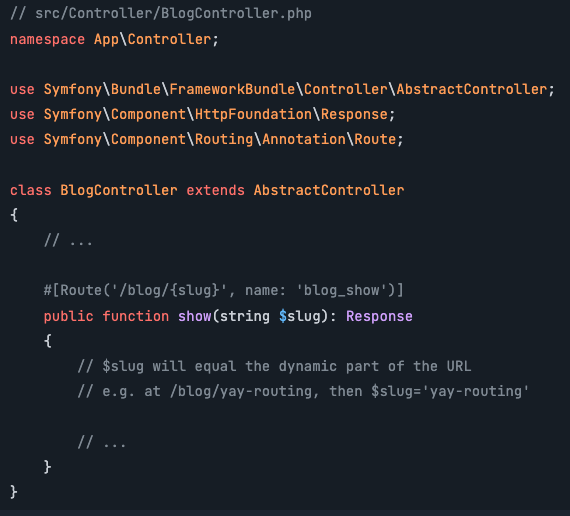 // src/Controller/BlogController.php
namespace App\Controller;
use Symfony\Bundle\FrameworkBundle\Controller\AbstractController;
use Symfony\Component\HttpFoundation\Response;
use Symfony\Component\Routing\Annotation\Route;
class BlogController extends AbstractController
{
// ...
#[Route('/blog/{slug}', name: 'blog_show')]
public function show(string $slug): Response
{
// $slug will equal the dynamic part of the URL
// e.g. at /blog/yay-routing, then $slug='yay-routing'
// ...
}
}